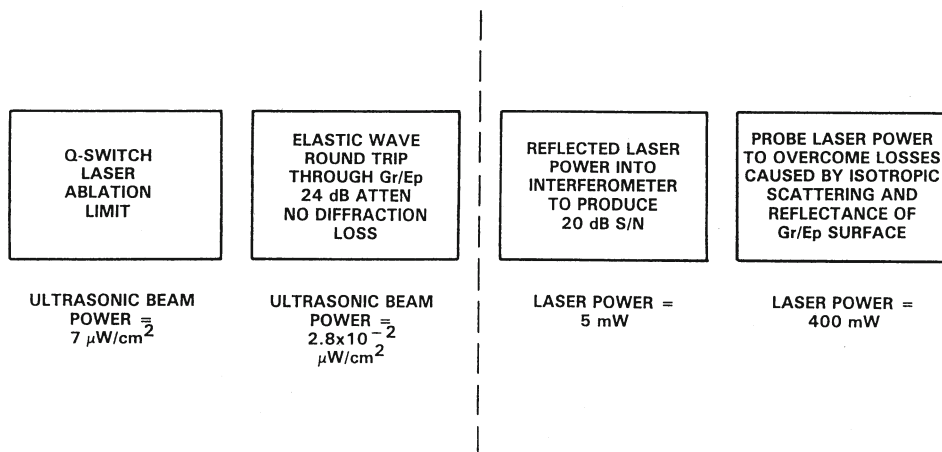 Q-SWITCH
LASER
ABLATION
LIMIT
ULTRASONIC BEAM
POWER =
7 μW/cm²
ELASTIC WAVE
ROUND TRIP
THROUGH Gr/Ep
24 dB ATTEN
NO DIFFRACTION
LOSS
ULTRASONIC BEAM
POWER =
2.8x10⁻²
μW/cm²
REFLECTED LASER
POWER INTO
INTERFEROMETER
TO PRODUCE
20 dB S/N
LASER POWER =
5 mW
PROBE LASER POWER
TO OVERCOME LOSSES
CAUSED BY ISOTROPIC
SCATTERING AND
REFLECTANCE OF
Gr/Ep SURFACE
LASER POWER =
400 mW